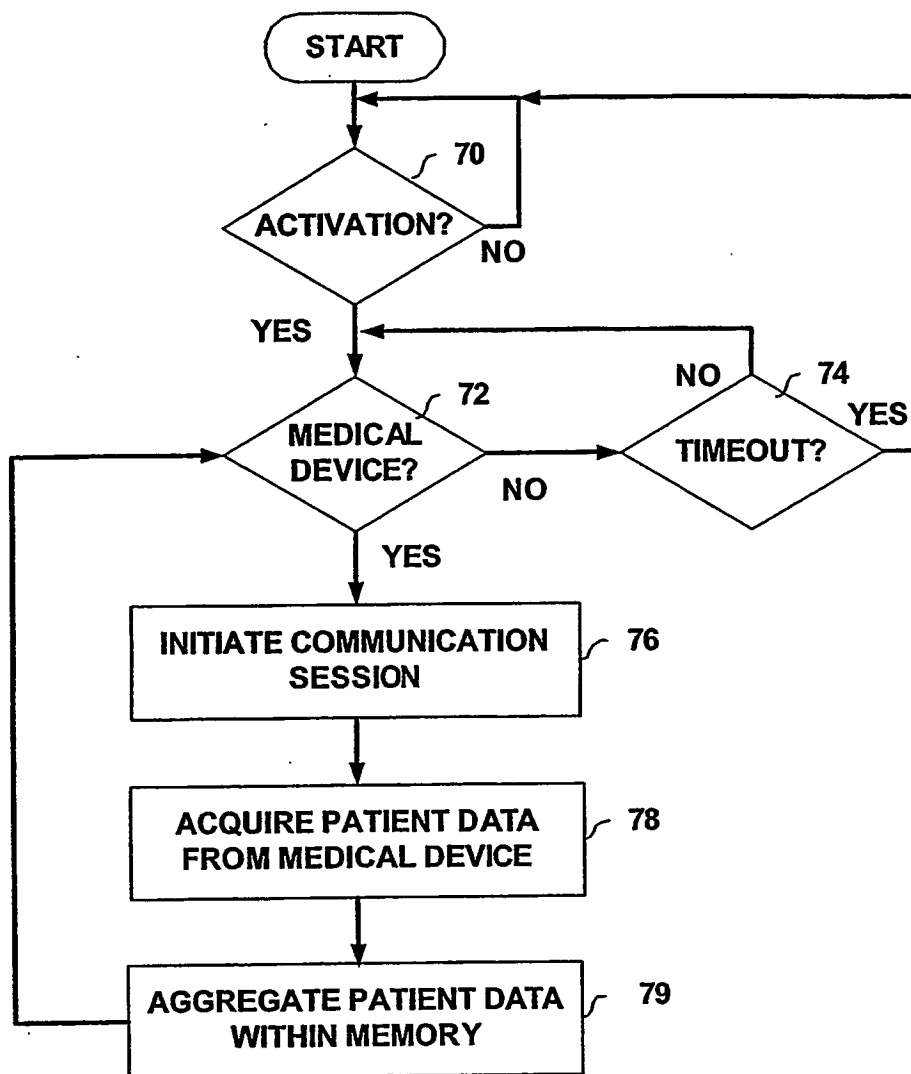 START
70
ACTIVATION?
NO
YES
72
NO
74
YES
MEDICAL
DEVICE?
TIMEOUT?
NO
YES
INITIATE COMMUNICATION
SESSION
76
ACQUIRE PATIENT DATA
FROM MEDICAL DEVICE
78
AGGREGATE PATIENT DATA
WITHIN MEMORY
79